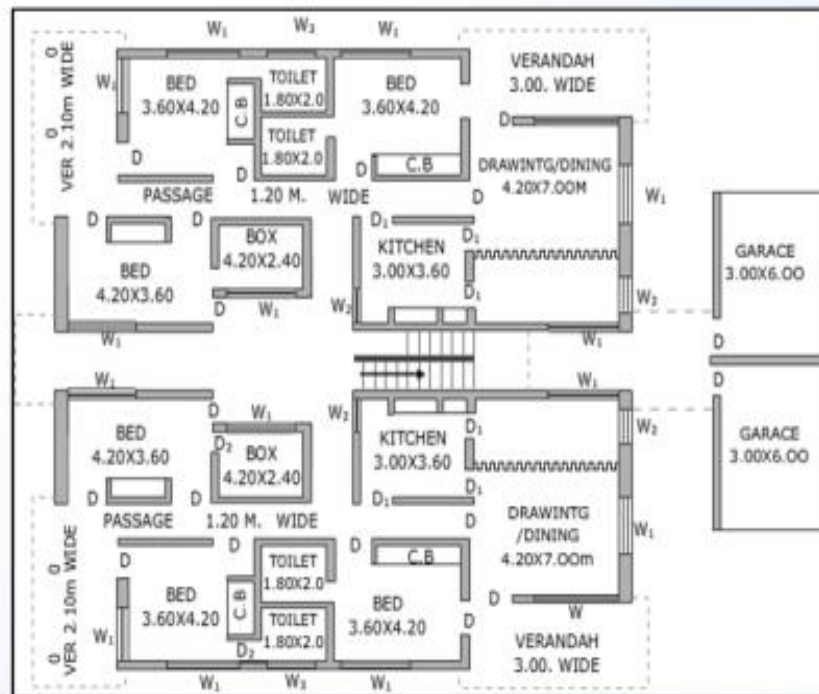 W₁
W₃
W₁
VER 2.10m WIDE
O
O
W₁
BED
3.60X4.20
C.B
TOILET
1.80X2.0
TOILET
1.80X2.0
BED
3.60X4.20
C.B
VERANDAH
3.00. WIDE
D
D
D
D
D
DRAWINTG/DINING
4.20X7.00M
W₁
PASSAGE 1.20 M. WIDE
D
D
D₁
D₁
BOX
4.20X2.40
KITCHEN
3.00X3.60
GARACE
3.00X6.00
BED
4.20X3.60
D₁
D
W₁
W₂
W₂
W₁
W₁
D
D
W₁
W₁
D
W₁
W₂
D₁
W₂
BED
4.20X3.60
D₂
BOX
4.20X2.40
KITCHEN
3.00X3.60
GARACE
3.00X6.00
D
D
D₁
D₁
PASSAGE 1.20 M. WIDE
D
DRAWINTG
/DINING
4.20X7.00m
W₁
D
D
D
VER 2.10m WIDE
O
O
TOILET
1.80X2.0
C.B
BED
3.60X4.20
C.B
BED
3.60X4.20
D
W
D
W₁
TOILET
1.80X2.0
D₂
VERANDAH
3.00. WIDE
W₁
W₃
W₁